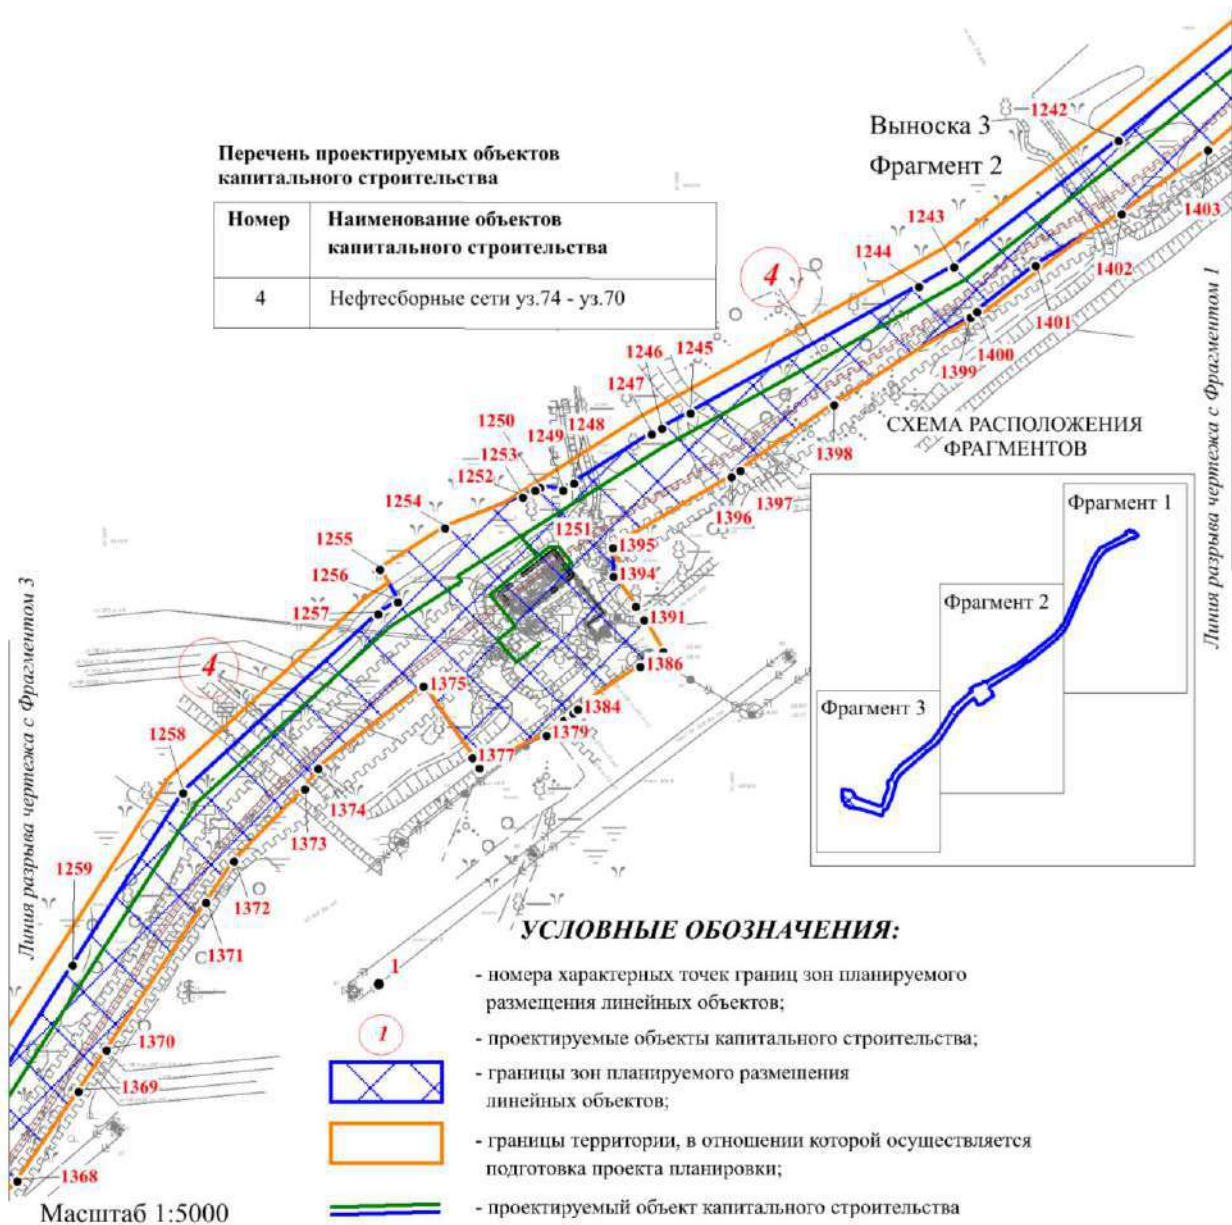 Выноска 3
Фрагмент 2
Перечень проектируемых объектов
капитального строительства
Номер
Наименование объектов
капитального строительства
4
Нефтесборные сети уз.74 - уз.70
1242
1243
1244
1403
1402
1401
1400
1399
4
1245
1246
1247
1248
1249
1250
1253
1252
1251
1254
1255
1256
1257
1398
1397
1396
1395
1394
1391
1386
1384
1379
1377
1375
4
1258
1374
1373
1259
1372
1371
1370
1369
1368
Линия разрыва чертежа с Фрагментом 3
Линия разрыва чертежа с Фрагментом 1
СХЕМА РАСПОЛОЖЕНИЯ
ФРАГМЕНТОВ
Фрагмент 1
Фрагмент 2
Фрагмент 3
УСЛОВНЫЕ ОБОЗНАЧЕНИЯ:
1
- номера характерных точек границ зон планируемого
размещения линейных объектов;
1
- проектируемые объекты капитального строительства;
- границы зон планируемого размещения
линейных объектов;
- границы территории, в отношении которой осуществляется
подготовка проекта планировки;
- проектируемый объект капитального строительства
Масштаб 1:5000